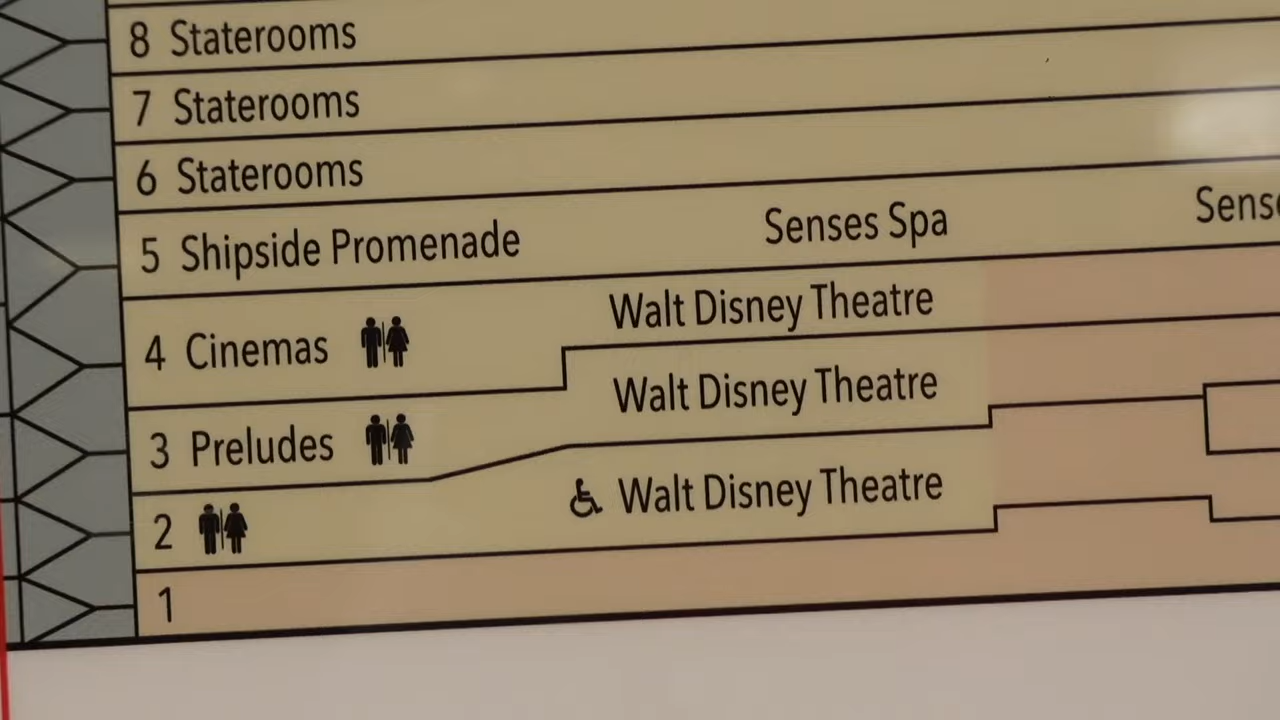 8 Staterooms
7 Staterooms
6 Staterooms
5 Shipside Promenade Senses Spa
4 Cinemas Walt Disney Theatre
3 Preludes Walt Disney Theatre
2 Walt Disney Theatre
1